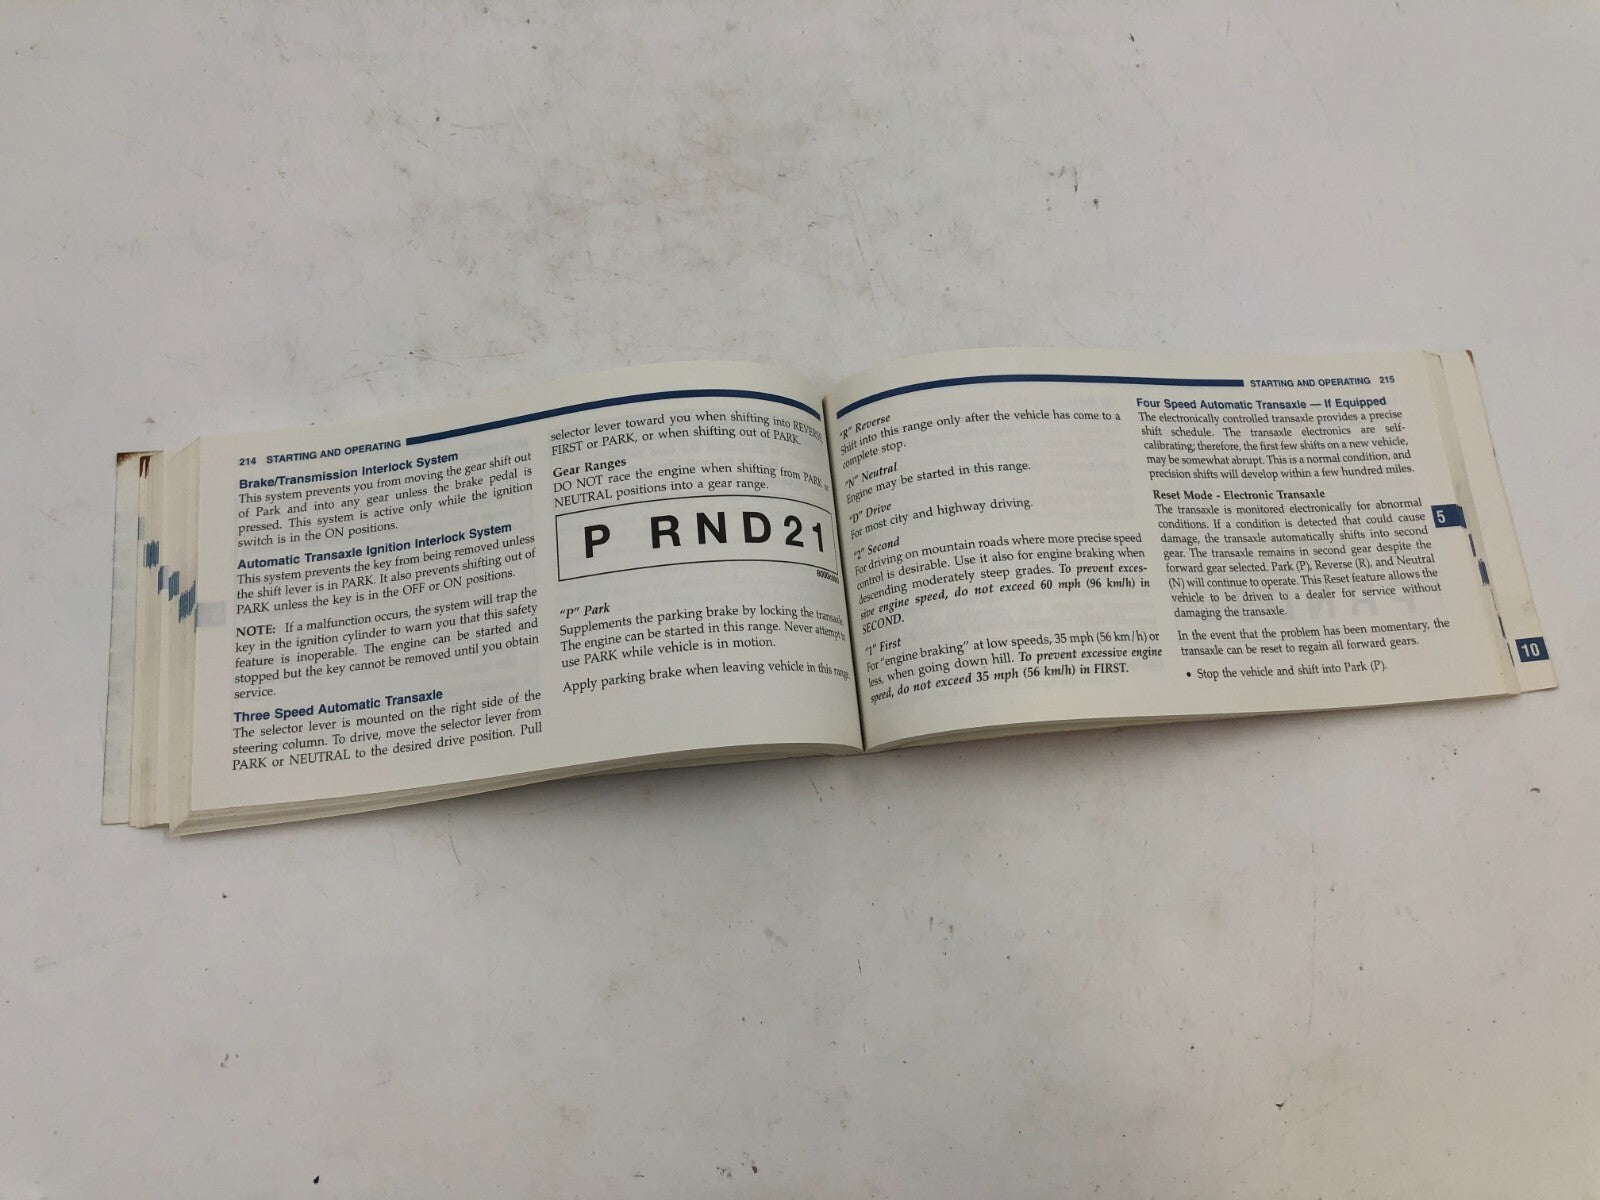 214 STARTING AND OPERATING
Brake/Transmission Interlock System
This system prevents you from moving the gear shift out
of Park and into any gear unless the brake pedal is
pressed. This system is active only while the ignition
switch is in the ON positions.
Automatic Transaxle Ignition Interlock System
This system prevents the key from being removed unless
the shift lever is in PARK. It also prevents shifting out of
PARK unless the key is in the OFF or ON positions.
NOTE: If a malfunction occurs, the system will trap the
key in the ignition cylinder to warn you that this safety
feature is inoperable. The engine can be started and
stopped but the key cannot be removed until you obtain
service.
Three Speed Automatic Transaxle
The selector lever is mounted on the right side of the
steering column. To drive, move the selector lever from
PARK or NEUTRAL to the desired drive position. Pull
selector lever toward you when shifting into REVERSE,
FIRST or PARK, or when shifting out of PARK.
Gear Ranges
DO NOT race the engine when shifting from PARK or
NEUTRAL positions into a gear range.
P RND21
"P" Park
Supplements the parking brake by locking the transaxle.
The engine can be started in this range. Never attempt to
use PARK while vehicle is in motion.
Apply parking brake when leaving vehicle in this range.
STARTING AND OPERATING 215
"R" Reverse
Shift into this range only after the vehicle has come to a
complete stop.
"N" Neutral
Engine may be started in this range.
"D" Drive
For most city and highway driving.
"2" Second
For driving on mountain roads where more precise speed
control is desirable. Use it also for engine braking when
descending moderately steep grades. To prevent exces-
sive engine speed, do not exceed 60 mph (96 km/h) in
SECOND.
"1" First
For "engine braking" at low speeds, 35 mph (56 km/h) or
less, when going down hill. To prevent excessive engine
speed, do not exceed 35 mph (56 km/h) in FIRST.
Four Speed Automatic Transaxle — If Equipped
The electronically controlled transaxle provides a precise
shift schedule. The transaxle electronics are self-
calibrating; therefore, the first few shifts on a new vehicle,
may be somewhat abrupt. This is a normal condition, and
precision shifts will develop within a few hundred miles.
Reset Mode - Electronic Transaxle
The transaxle is monitored electronically for abnormal
conditions. If a condition is detected that could cause
damage, the transaxle automatically shifts into second
gear. The transaxle remains in second gear despite the
forward gear selected. Park (P), Reverse (R), and Neutral
(N) will continue to operate. This Reset feature allows the
vehicle to be driven to a dealer for service without
damaging the transaxle.
In the event that the problem has been momentary, the
transaxle can be reset to regain all forward gears.
• Stop the vehicle and shift into Park (P).
5
10